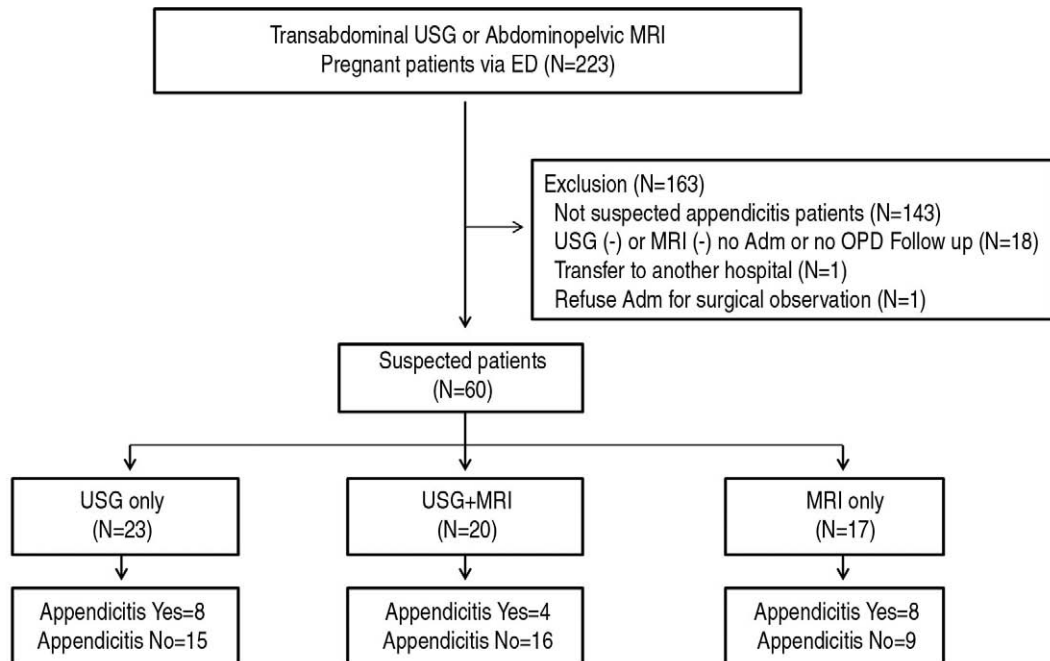 Transabdominal USG or Abdominopelvic MRI
Pregnant patients via ED (N=223)
Exclusion (N=163)
Not suspected appendicitis patients (N=143)
USG (-) or MRI (-) no Adm or no OPD Follow up (N=18)
Transfer to another hospital (N=1)
Refuse Adm for surgical observation (N=1)
Suspected patients
(N=60)
USG only
(N=23)
USG+MRI
(N=20)
MRI only
(N=17)
Appendicitis Yes=8
Appendicitis No=15
Appendicitis Yes=4
Appendicitis No=16
Appendicitis Yes=8
Appendicitis No=9